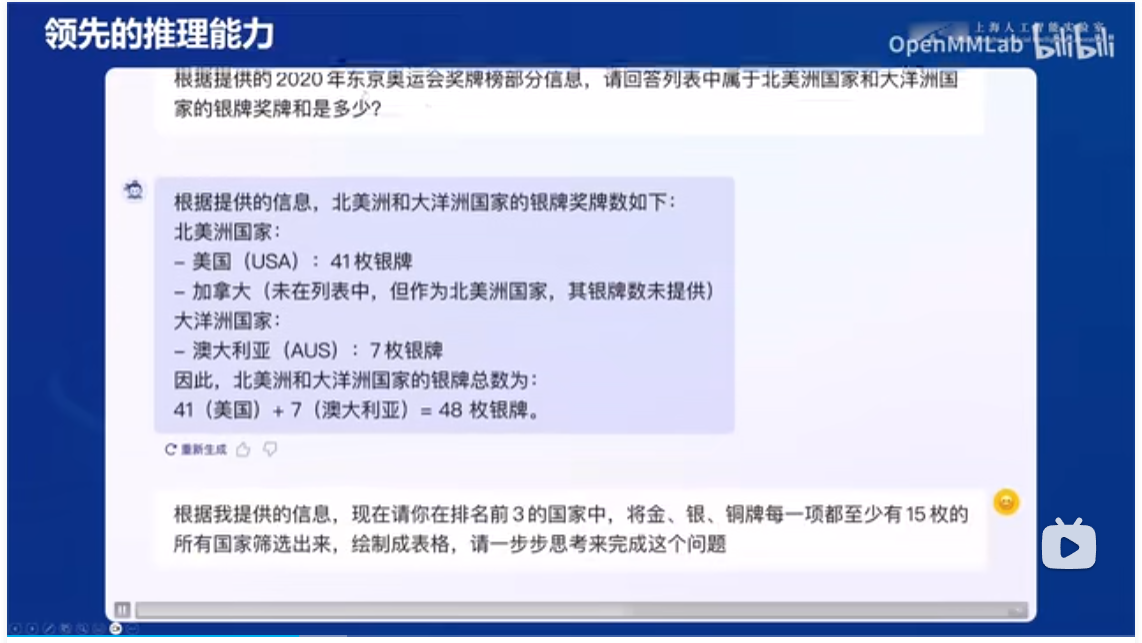 领先的推理能力
上海人工智能实验室
OpenMMLab bilibili
根据提供的2020年东京奥运会奖牌榜部分信息，请回答列表中属于北美洲国家和大洋洲国
家的银牌奖牌和是多少？
根据提供的信息，北美洲和大洋洲国家的银牌奖牌数如下：
北美洲国家：
- 美国（USA）：41枚银牌
- 加拿大（未在列表中，但作为北美洲国家，其银牌数未提供）
大洋洲国家：
- 澳大利亚（AUS）：7枚银牌
因此，北美洲和大洋洲国家的银牌总数为：
41（美国）+ 7（澳大利亚）= 48 枚银牌。
重新生成
根据我提供的信息，现在请你在排名前3的国家中，将金、银、铜牌每一项都至少有15枚的
所有国家筛选出来，绘制成表格，请一步步思考来完成这个问题